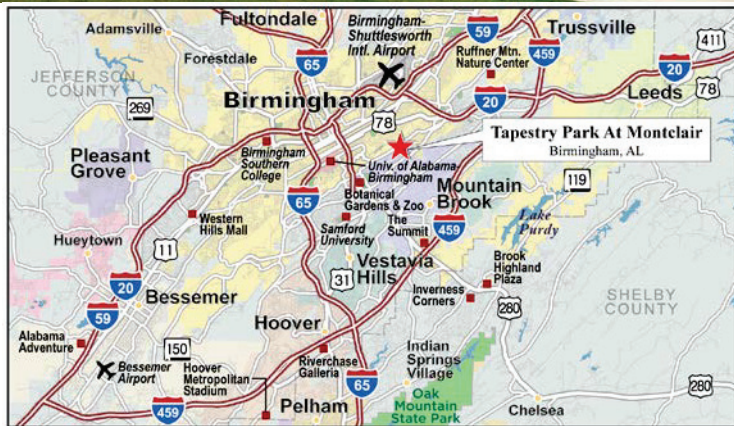 Adamsville
Fultondale
Birmingham-
Shuttlesworth
Intl. Airport
59
Trussville
459
411
Forestdale
65
Ruffner Mtn.
Nature Center
20
JEFFERSON
COUNTY
269
Birmingham
20
Leeds
78
78
Tapestry Park At Montclair
Birmingham, AL
Pleasant
Grove
Birmingham
Southern
College
Univ. of Alabama-
Birmingham
119
65
Botanical
Gardens & Zoo
Mountain
Brook
Western
Hills Mall
Samford
University
The
Summit
459
Lake
Purdy
Hueytown
11
31
Vestavia
Hills
Brook
Highland
Plaza
20
Bessemer
Inverness
Corners
SHELBY
COUNTY
59
280
Hoover
Alabama
Adventure
150
Bessemer
Airport
Hoover
Metropolitan
Stadium
Riverchase
Galleria
Indian
Springs
Village
65
280
459
Pelham
Oak
Mountain
State Park
Chelsea